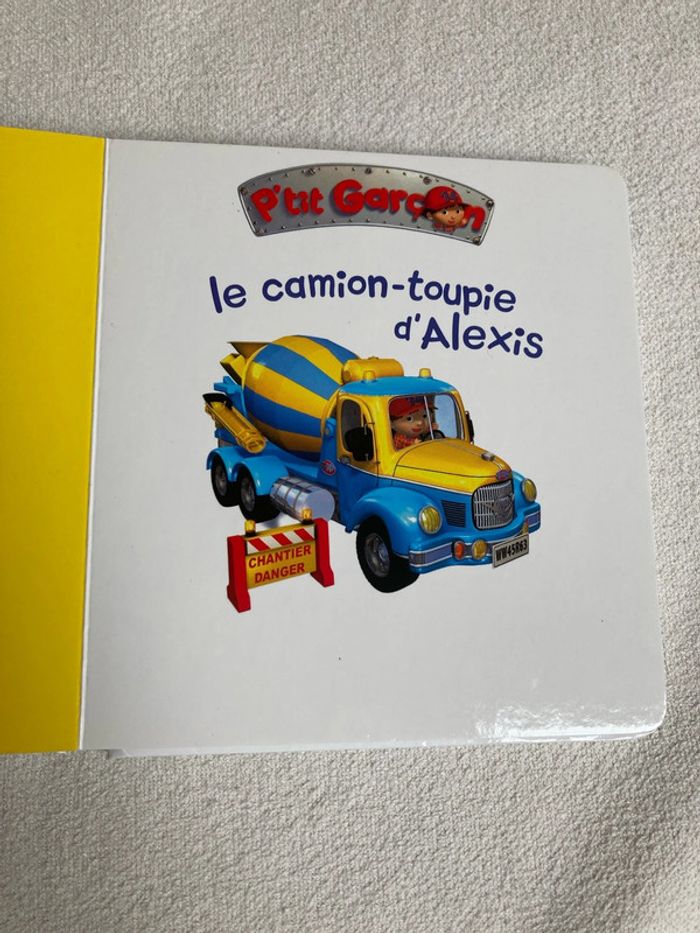 P'tit Garçon
le camion-toupie
d'Alexis
CHANTIER
DANGER
WW45R63